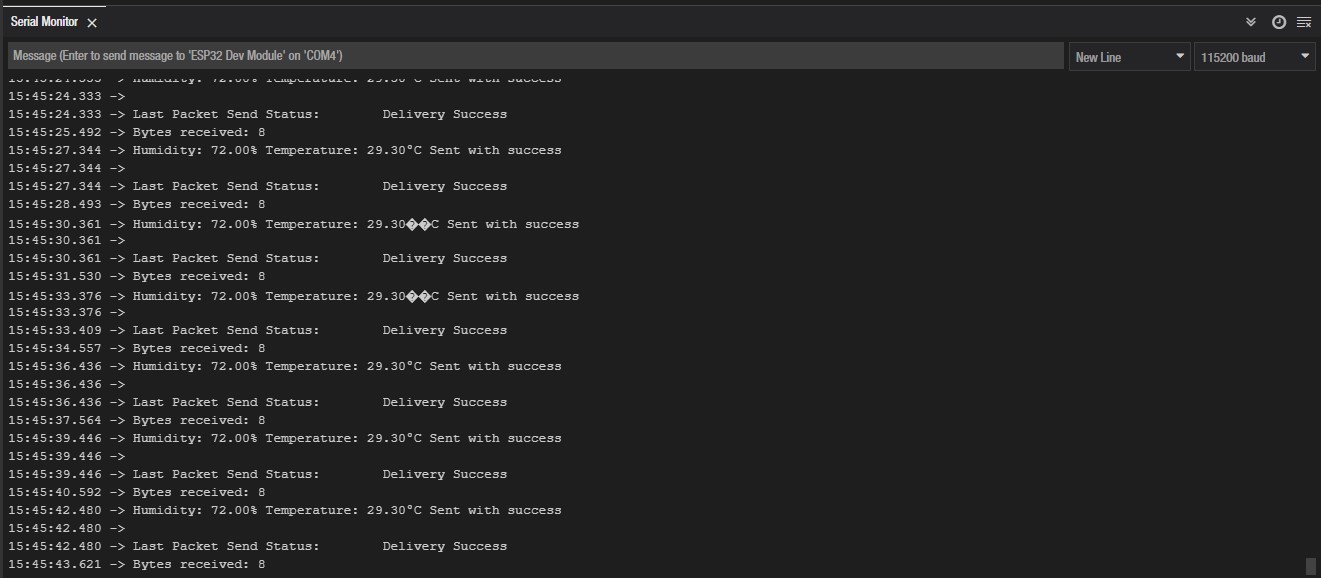 Serial Monitor
Message (Enter to send message to 'ESP32 Dev Module' on 'COM4')
New Line
115200 baud
15:45:24.333 -> Humidity: 72.00% Temperature: 29.30°C Sent with success
15:45:24.333 ->
15:45:24.333 -> Last Packet Send Status:        Delivery Success
15:45:25.492 -> Bytes received: 8
15:45:27.344 -> Humidity: 72.00% Temperature: 29.30°C Sent with success
15:45:27.344 ->
15:45:27.344 -> Last Packet Send Status:        Delivery Success
15:45:28.493 -> Bytes received: 8
15:45:30.361 -> Humidity: 72.00% Temperature: 29.30��C Sent with success
15:45:30.361 ->
15:45:30.361 -> Last Packet Send Status:        Delivery Success
15:45:31.530 -> Bytes received: 8
15:45:33.376 -> Humidity: 72.00% Temperature: 29.30��C Sent with success
15:45:33.376 ->
15:45:33.409 -> Last Packet Send Status:        Delivery Success
15:45:34.557 -> Bytes received: 8
15:45:36.436 -> Humidity: 72.00% Temperature: 29.30°C Sent with success
15:45:36.436 ->
15:45:36.436 -> Last Packet Send Status:        Delivery Success
15:45:37.564 -> Bytes received: 8
15:45:39.446 -> Humidity: 72.00% Temperature: 29.30°C Sent with success
15:45:39.446 ->
15:45:39.446 -> Last Packet Send Status:        Delivery Success
15:45:40.592 -> Bytes received: 8
15:45:42.480 -> Humidity: 72.00% Temperature: 29.30°C Sent with success
15:45:42.480 ->
15:45:42.480 -> Last Packet Send Status:        Delivery Success
15:45:43.621 -> Bytes received: 8